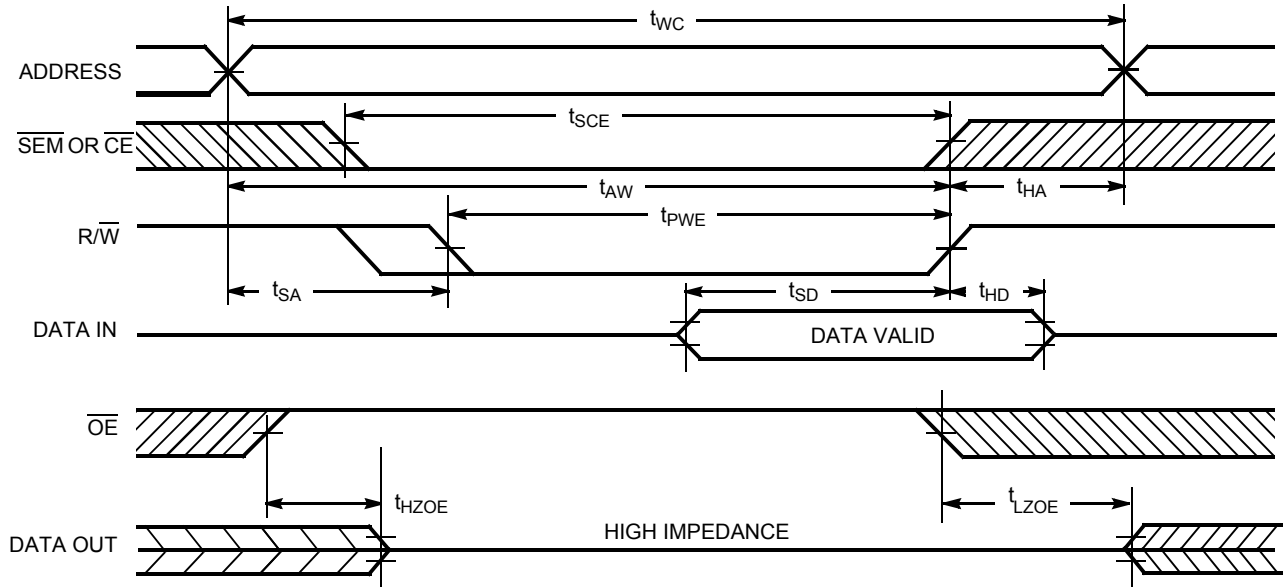 tWC
ADDRESS
tSCE
SEM OR CE
tAW
tHA
tPWE
R/W
tSA
tSD
tHD
DATA IN
DATA VALID
OE
tHZOE
tLZOE
HIGH IMPEDANCE
DATA OUT